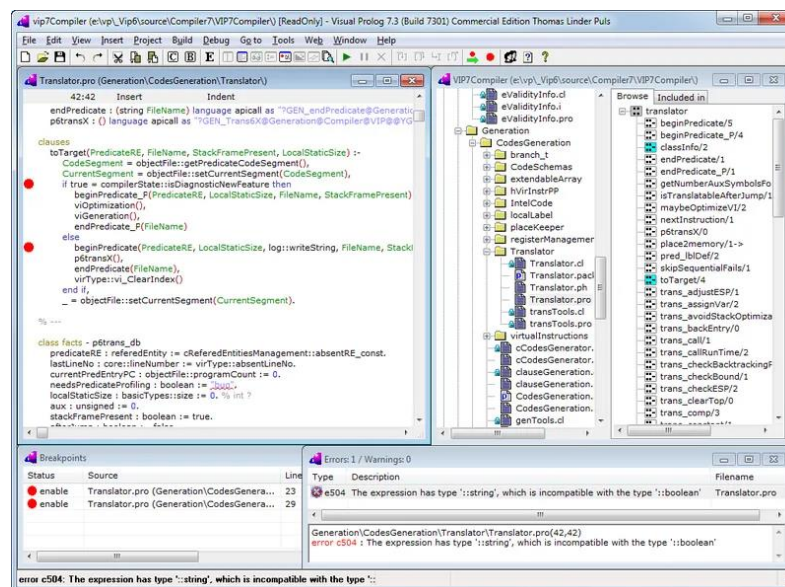 vip7Compiler (e:\vp\_Vip6\source\Compiler7\VIP7Compiler\) [ReadOnly] - Visual Prolog 7.3 (Build 7301) Commercial Edition Thomas Linder Puls
File Edit View Insert Project Build Debug Go to Tools Web Window Help
Translator.pro (Generation\CodesGeneration\Translator\)
42:42 Insert Indent
endPredicate : (string FileName) language apicall as "?GEN_endPredicate@Generatic
p6transX : () language apicall as "?GEN_Trans6X@Generation@Compiler@VIP@@YG
clauses
toTarget(PredicateRE, FileName, StackFramePresent, LocalStaticSize) :-
CodeSegment = objectFile::getPredicateCodeSegment(),
CurrentSegment = objectFile::setCurrentSegment(CodeSegment),
if true = compilerState::isDiagnosticNewFeature then
beginPredicate_P(PredicateRE, LocalStaticSize, FileName, StackFramePresent)
viOptimization(),
viGeneration(),
endPredicate_P(FileName)
else
beginPredicate(PredicateRE, LocalStaticSize, log::writeString, FileName, Stack
p6transX(),
endPredicate(FileName),
virType::vi_ClearIndex()
end if,
_ = objectFile::setCurrentSegment(CurrentSegment).
% ---
class facts - p6trans_db
predicateRE : referedEntity := cReferedEntitiesManagement::absentRE_const.
lastLineNo : core::lineNumber := virType::absentLineNo.
currentPredEntryPC : objectFile::programCount := 0.
needsPredicateProfiling : boolean := "bug".
localStaticSize : basicTypes::size := 0. % int ?
aux : unsigned := 0.
stackFramePresent : boolean := true.
VIP7Compiler (e:\vp\_Vip6\source\Compiler7\VIP7Compiler\)
eValidityInfo.cl
eValidityInfo.i
eValidityInfo.pro
Generation
CodesGeneration
branch_t
CodeSchemas
extendableArray
hVirInstrPP
IntelCode
localLabel
placeKeeper
registerManagemer
Translator
Translator.cl
Translator.pack
Translator.ph
Translator.pro
transTools.cl
transTools.pro
virtualInstructions
cCodesGenerator.
cCodesGenerator.
clauseGeneration.
clauseGeneration.
CodesGeneration.
CodesGeneration.
genTools.cl
Browse Included in
translator
beginPredicate/5
beginPredicate_P/4
classInfo/2
endPredicate/1
endPredicate_P/1
getNumberAuxSymbolsFo
isTranslatableAfterJump/1
maybeOptimizeVI/2
nextInstruction/1
p6transX/0
place2memory/1->
pred_lblDef/2
skipSequentialFails/1
toTarget/4
trans_adjustESP/1
trans_assignVar/2
trans_avoidStackOptimiza
trans_backEntry/0
trans_call/1
trans_callRunTime/2
trans_checkBacktrackingF
trans_checkBound/1
trans_checkESP/2
trans_clearTop/0
trans_comp/3
Breakpoints
Status Source Line
enable Translator.pro (Generation\CodesGenera... 23
enable Translator.pro (Generation\CodesGenera... 29
Errors: 1 / Warnings: 0
Type Description Filename
e504 The expression has type '::string', which is incompatible with the type '::boolean' Translator.pro
Generation\CodesGeneration\Translator\Translator.pro(42,42)
error c504 : The expression has type '::string', which is incompatible with the type '::boolean'
error c504: The expression has type '::string', which is incompatible with the type '::